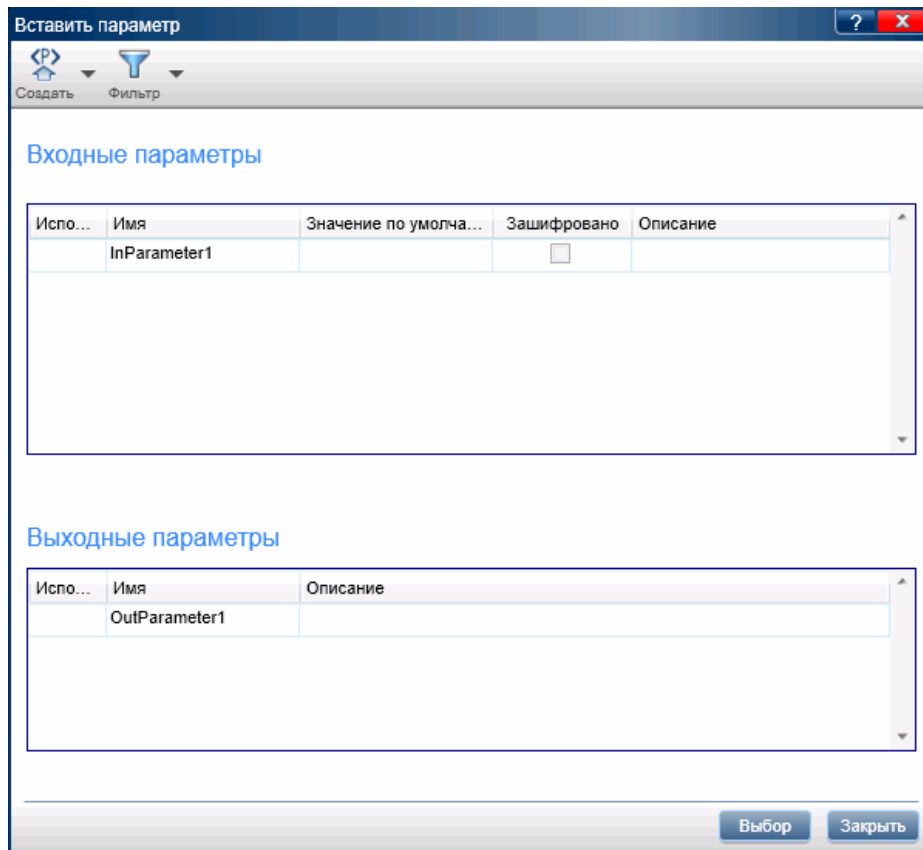 Вставить параметр
? x
<P>
Создать Фильтр
Входные параметры
Испо... Имя Значение по умолча... Зашифровано Описание
InParameter1
Выходные параметры
Испо... Имя Описание
OutParameter1
Выбор Закрыть